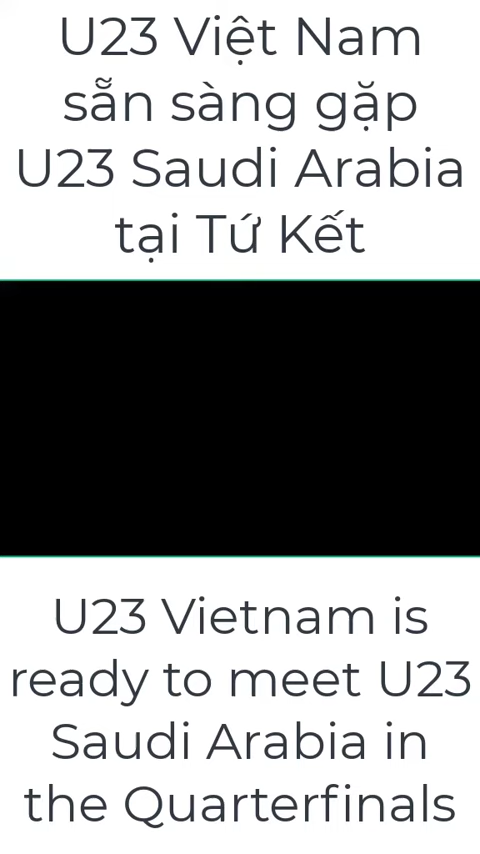 U23 Việt Nam
sẵn sàng gặp
U23 Saudi Arabia
tại Tứ Kết
U23 Vietnam is
ready to meet U23
Saudi Arabia in
the Quarterfinals